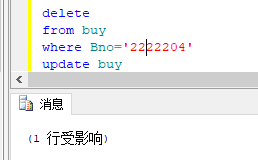 delete
from buy
where Bno='2222204'
update buy
消息
(1 行受影响)